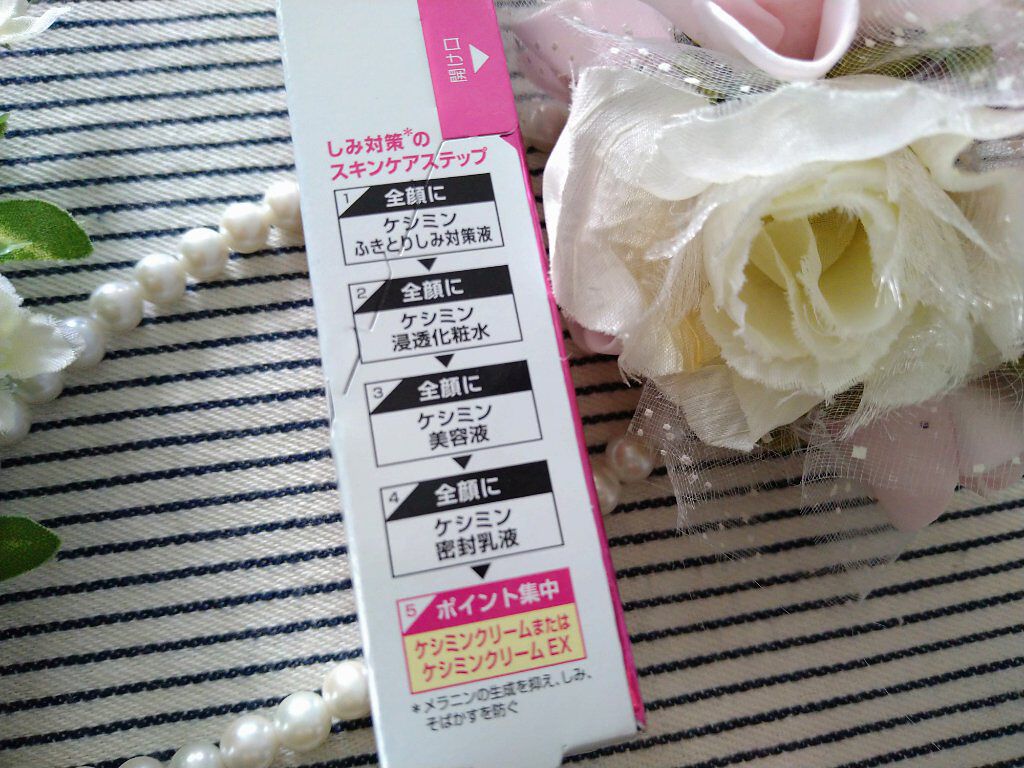 開け口
しみ対策*の
スキンケアステップ
1 全顔に
ケシミン
ふきとりしみ対策液
2 全顔に
ケシミン
浸透化粧水
3 全顔に
ケシミン
美容液
4 全顔に
ケシミン
密封乳液
5 ポイント集中
ケシミンクリームまたは
ケシミンクリームEX
*メラニンの生成を抑え、しみ、
そばかすを防ぐ